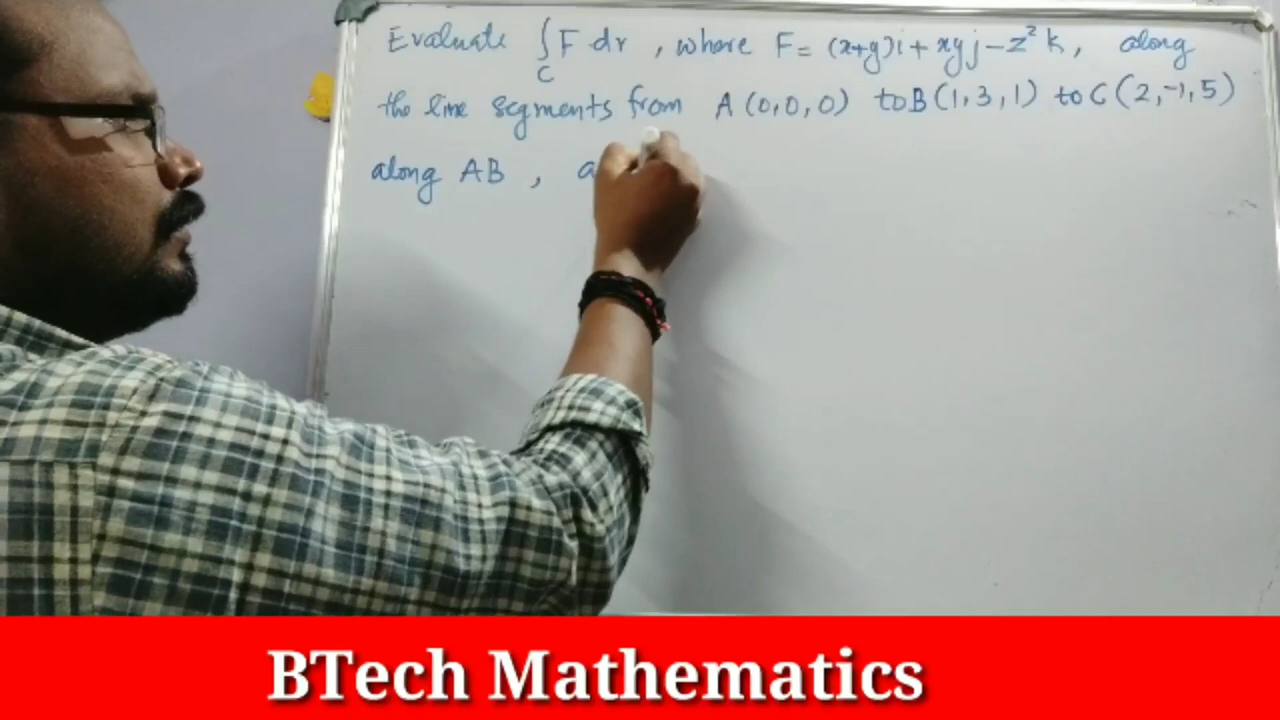 Evaluate ∫_C F dr , where F = (x+y)i + xyj - z² k, along
the line segments from A (0,0,0) to B (1,3,1) to C (2,-1,5)
along AB , a
BTech Mathematics